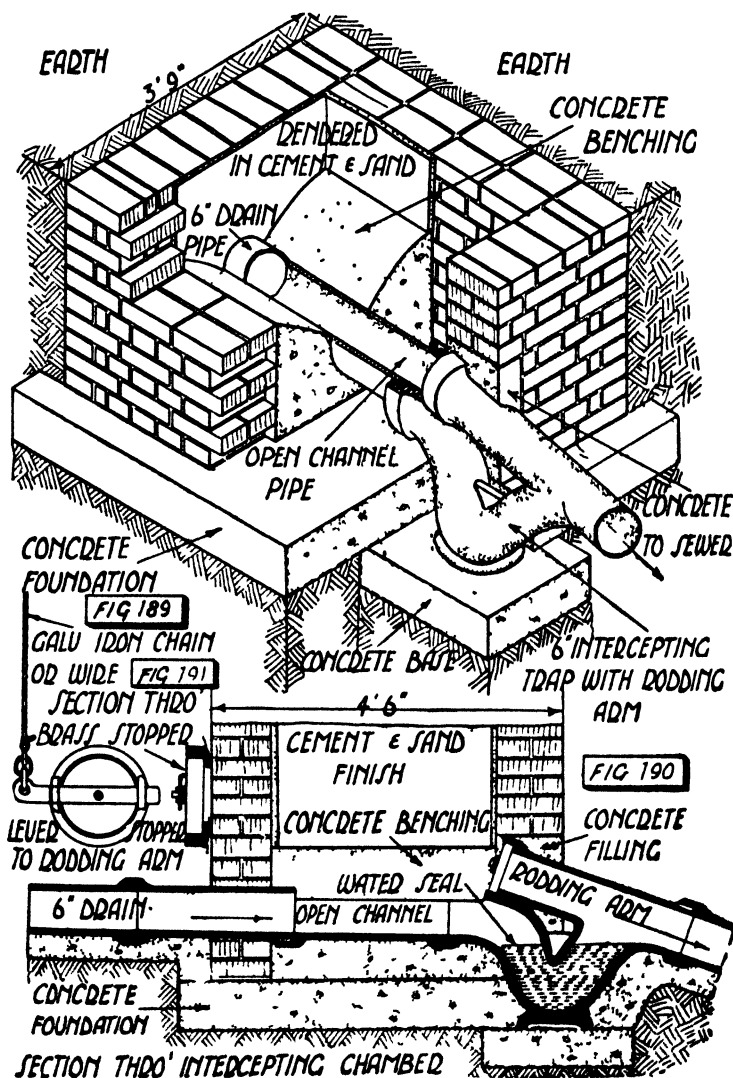 EARTH
EARTH
3' 9"
CONCRETE
BENCHING
RENDERED
IN CEMENT & SAND
6" DRAIN
PIPE
OPEN CHANNEL
PIPE
CONCRETE
TO SEWER
CONCRETE
FOUNDATION
FIG 189
GALV IRON CHAIN
OR WIRE
FIG 191
CONCRETE BASE
6" INTERCEPTING
TRAP WITH RODDING
ARM
SECTION THRO'
BRASS STOPPER
4' 6"
CEMENT & SAND
FINISH
FIG 190
LEVER STOPPER
TO RODDING ARM
CONCRETE BENCHING
CONCRETE
FILLING
WATER SEAL
RODDING ARM
6" DRAIN
OPEN CHANNEL
CONCRETE
FOUNDATION
SECTION THRO' INTERCEPTING CHAMBER